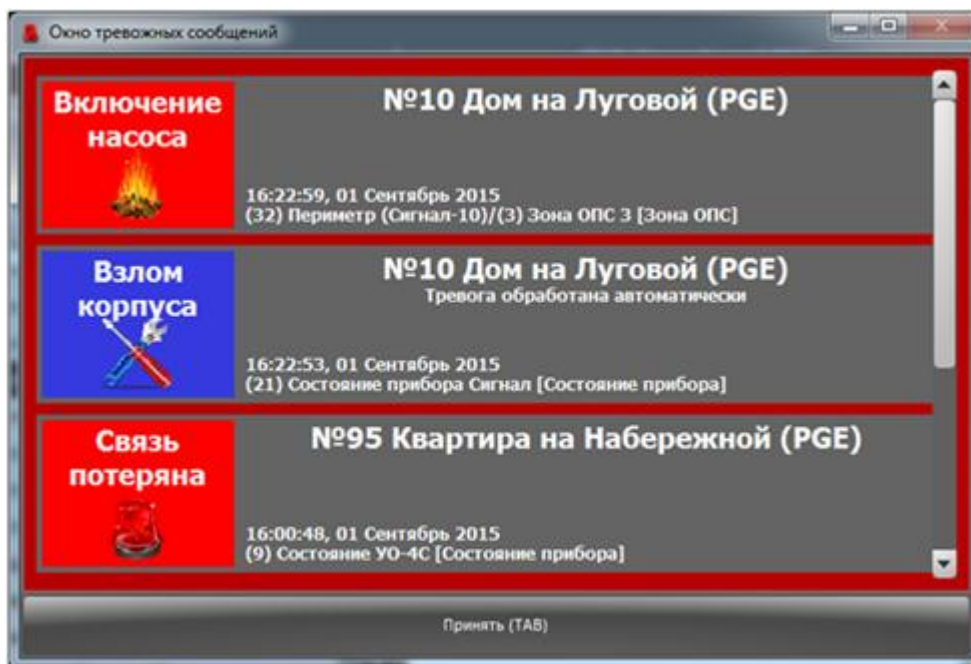 Окно тревожных сообщений
Включение
насоса
№10 Дом на Луговой (PGE)
16:22:59, 01 Сентябрь 2015
(32) Периметр (Сигнал-10)/(3) Зона ОПС 3 [Зона ОПС]
Взлом
корпуса
№10 Дом на Луговой (PGE)
Тревога обработана автоматически
16:22:53, 01 Сентябрь 2015
(21) Состояние прибора Сигнал [Состояние прибора]
Связь
потеряна
№95 Квартира на Набережной (PGE)
16:00:48, 01 Сентябрь 2015
(9) Состояние УО-4С [Состояние прибора]
Принять (TAB)